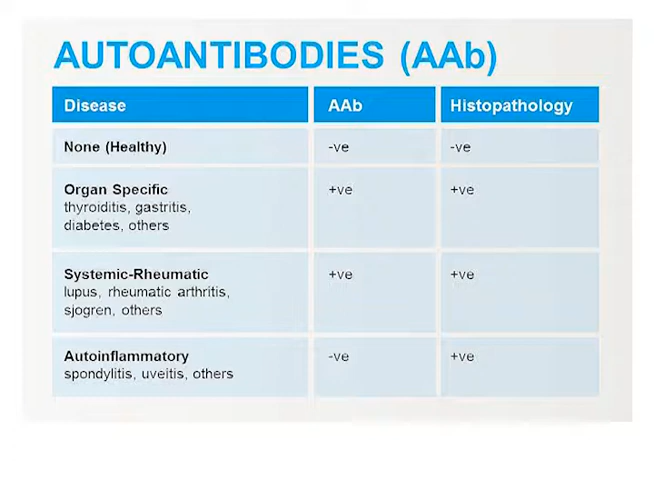 AUTOANTIBODIES (AAb)
Disease AAb Histopathology
None (Healthy) -ve -ve
Organ Specific +ve +ve
thyroiditis, gastritis,
diabetes, others
Systemic-Rheumatic +ve +ve
lupus, rheumatic arthritis,
sjogren, others
Autoinflammatory -ve +ve
spondylitis, uveitis, others